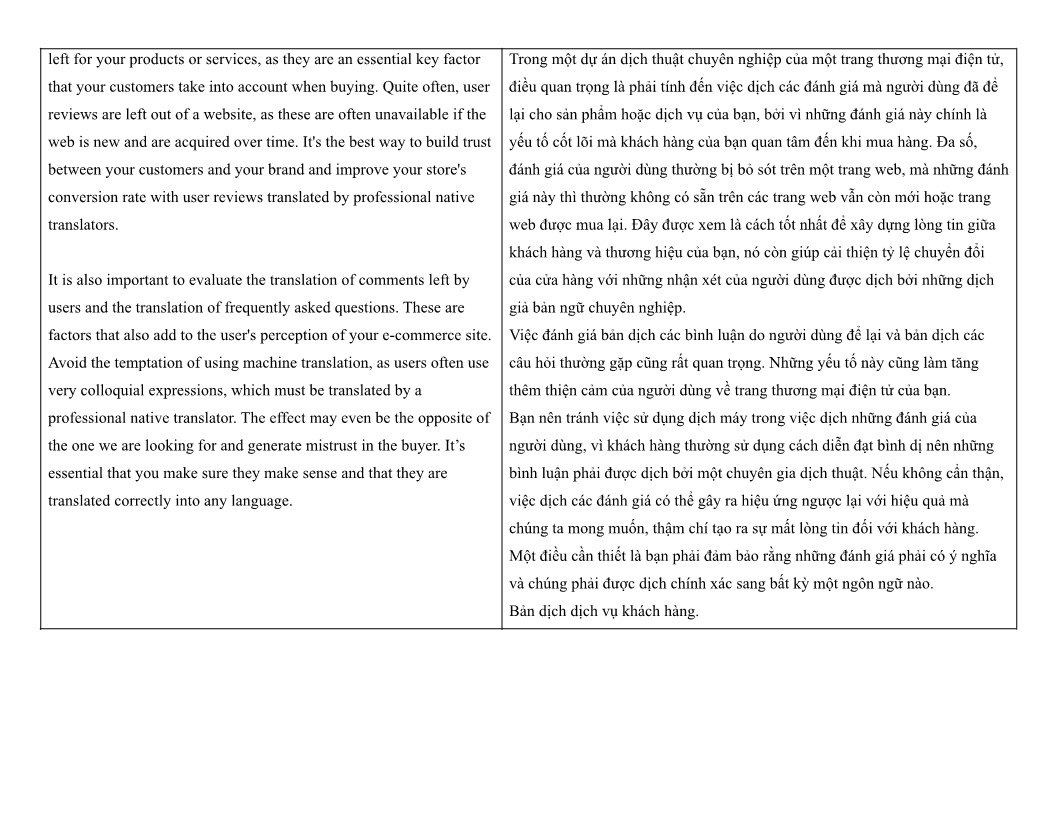 left for your products or services, as they are an essential key factor
that your customers take into account when buying. Quite often, user
reviews are left out of a website, as these are often unavailable if the
web is new and are acquired over time. It's the best way to build trust
between your customers and your brand and improve your store's
conversion rate with user reviews translated by professional native
translators.
It is also important to evaluate the translation of comments left by
users and the translation of frequently asked questions. These are
factors that also add to the user's perception of your e-commerce site.
Avoid the temptation of using machine translation, as users often use
very colloquial expressions, which must be translated by a
professional native translator. The effect may even be the opposite of
the one we are looking for and generate mistrust in the buyer. It’s
essential that you make sure they make sense and that they are
translated correctly into any language.
Trong một dự án dịch thuật chuyên nghiệp của một trang thương mại điện tử,
điều quan trọng là phải tính đến việc dịch các đánh giá mà người dùng đã để
lại cho sản phẩm hoặc dịch vụ của bạn, bởi vì những đánh giá này chính là
yếu tố cốt lõi mà khách hàng của bạn quan tâm đến khi mua hàng. Đa số,
đánh giá của người dùng thường bị bỏ sót trên một trang web, mà những đánh
giá này thì thường không có sẵn trên các trang web vẫn còn mới hoặc trang
web được mua lại. Đây được xem là cách tốt nhất để xây dựng lòng tin giữa
khách hàng và thương hiệu của bạn, nó còn giúp cải thiện tỷ lệ chuyển đổi
của cửa hàng với những nhận xét của người dùng được dịch bởi những dịch
giả bản ngữ chuyên nghiệp.
Việc đánh giá bản dịch các bình luận do người dùng để lại và bản dịch các
câu hỏi thường gặp cũng rất quan trọng. Những yếu tố này cũng làm tăng
thêm thiện cảm của người dùng về trang thương mại điện tử của bạn.
Bạn nên tránh việc sử dụng dịch máy trong việc dịch những đánh giá của
người dùng, vì khách hàng thường sử dụng cách diễn đạt bình dị nên những
bình luận phải được dịch bởi một chuyên gia dịch thuật. Nếu không cẩn thận,
việc dịch các đánh giá có thể gây ra hiệu ứng ngược lại với hiệu quả mà
chúng ta mong muốn, thậm chí tạo ra sự mất lòng tin đối với khách hàng.
Một điều cần thiết là bạn phải đảm bảo rằng những đánh giá phải có ý nghĩa
và chúng phải được dịch chính xác sang bất kỳ một ngôn ngữ nào.
Bản dịch dịch vụ khách hàng.